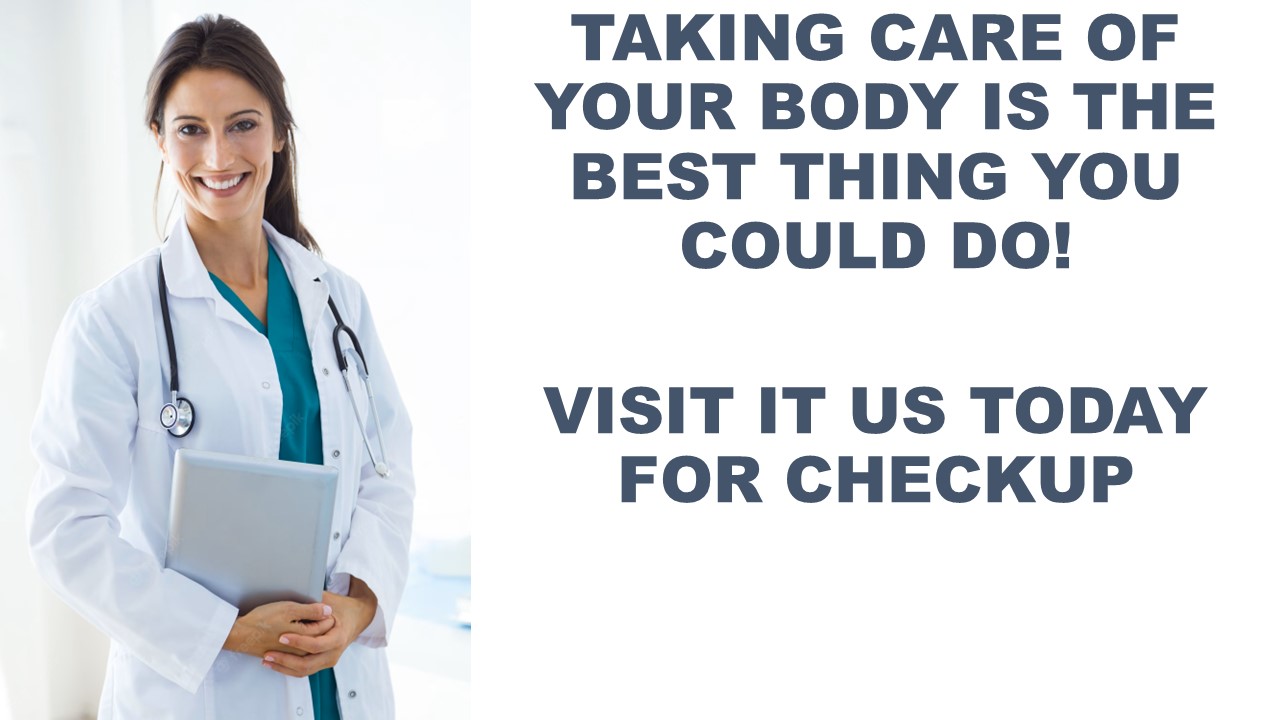 TAKING CARE OF
YOUR BODY IS THE
BEST THING YOU
COULD DO!
VISIT IT US TODAY
FOR CHECKUP